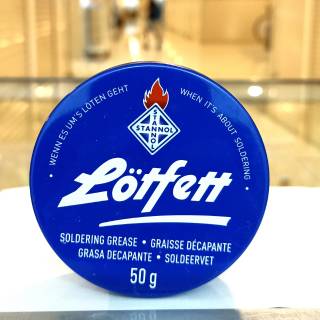 • WENN ES UM'S LÖTEN GEHT
WHEN IT'S ABOUT SOLDERING •
STANNOL
STANNOL
Lötfett
SOLDERING GREASE • GRAISSE DÉCAPANTE
GRASA DECAPANTE • SOLDEERVET
50 g